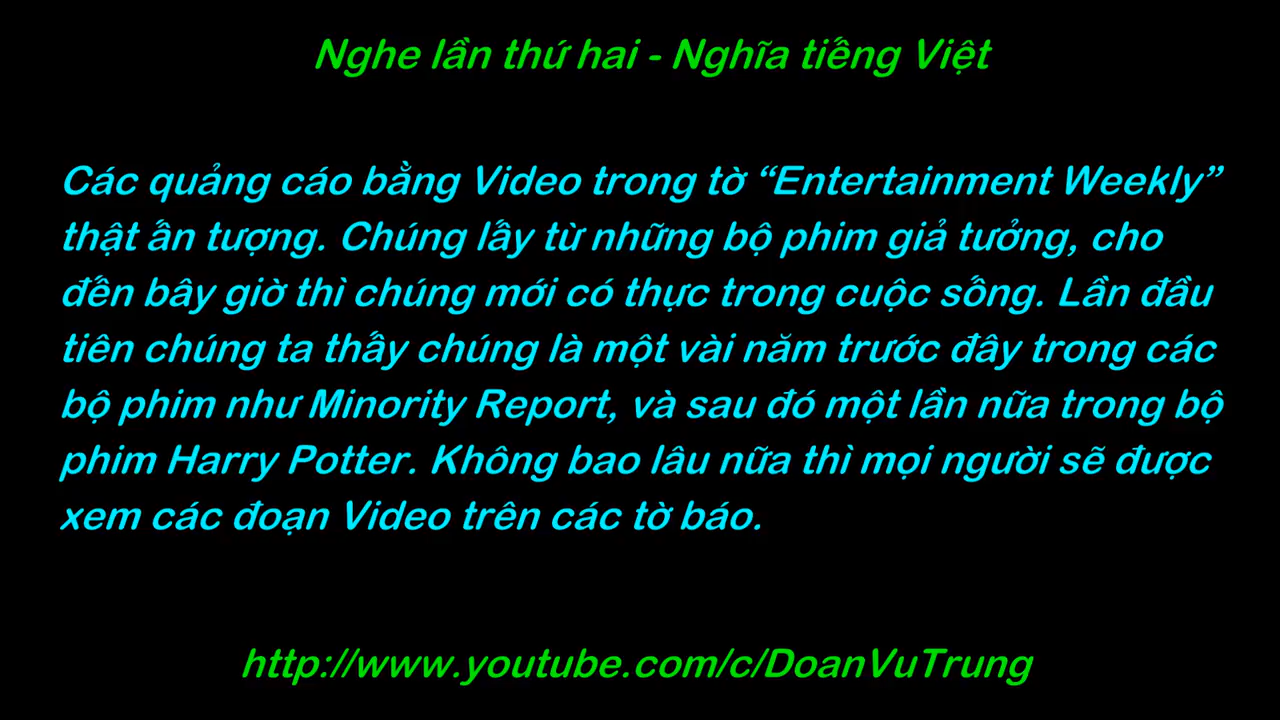 Nghe lần thứ hai - Nghĩa tiếng Việt
Các quảng cáo bằng Video trong tờ “Entertainment Weekly”
thật ấn tượng. Chúng lấy từ những bộ phim giả tưởng, cho
đến bây giờ thì chúng mới có thực trong cuộc sống. Lần đầu
tiên chúng ta thấy chúng là một vài năm trước đây trong các
bộ phim như Minority Report, và sau đó một lần nữa trong bộ
phim Harry Potter. Không bao lâu nữa thì mọi người sẽ được
xem các đoạn Video trên các tờ báo.
http://www.youtube.com/c/DoanVuTrung